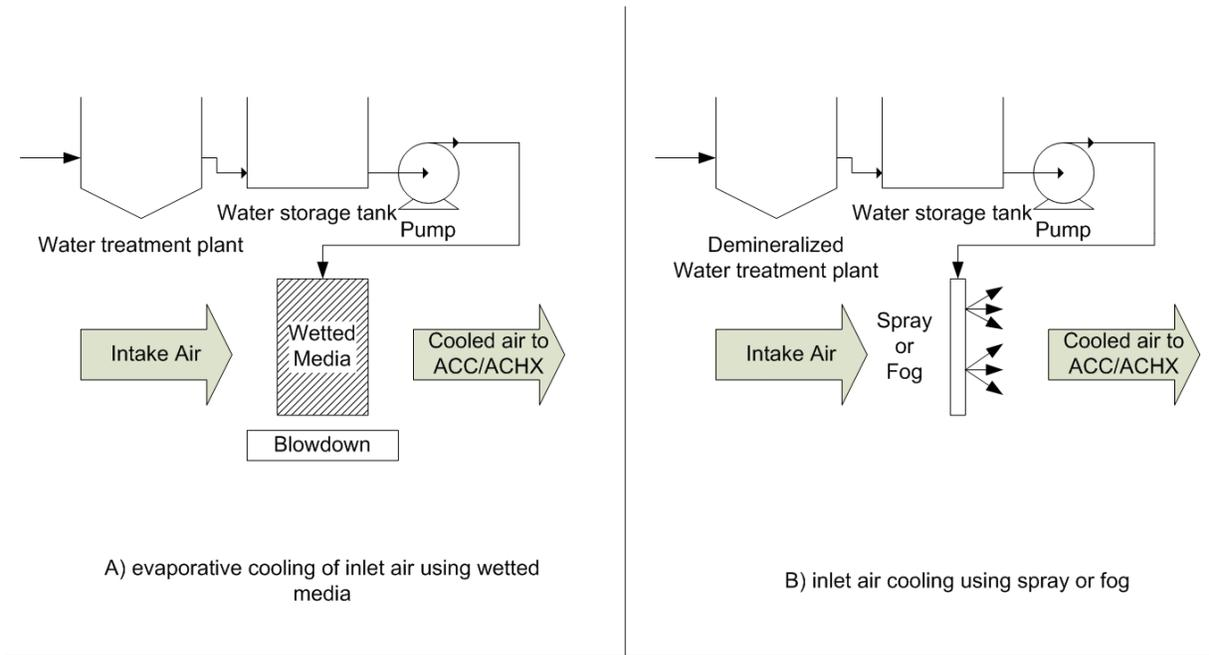 Water storage tank
Water treatment plant
Pump
Wetted
Media
Intake Air
Cooled air to
ACC/ACHX
Blowdown
A) evaporative cooling of inlet air using wetted
media
Water storage tank
Demineralized
Water treatment plant
Pump
Intake Air
Spray
or
Fog
Cooled air to
ACC/ACHX
B) inlet air cooling using spray or fog